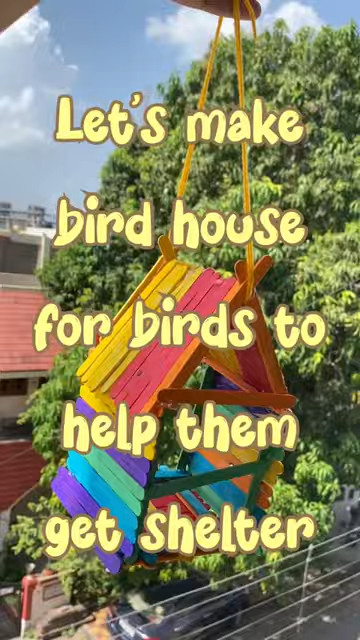 Let's make
bird house
for birds to
help them
get shelter